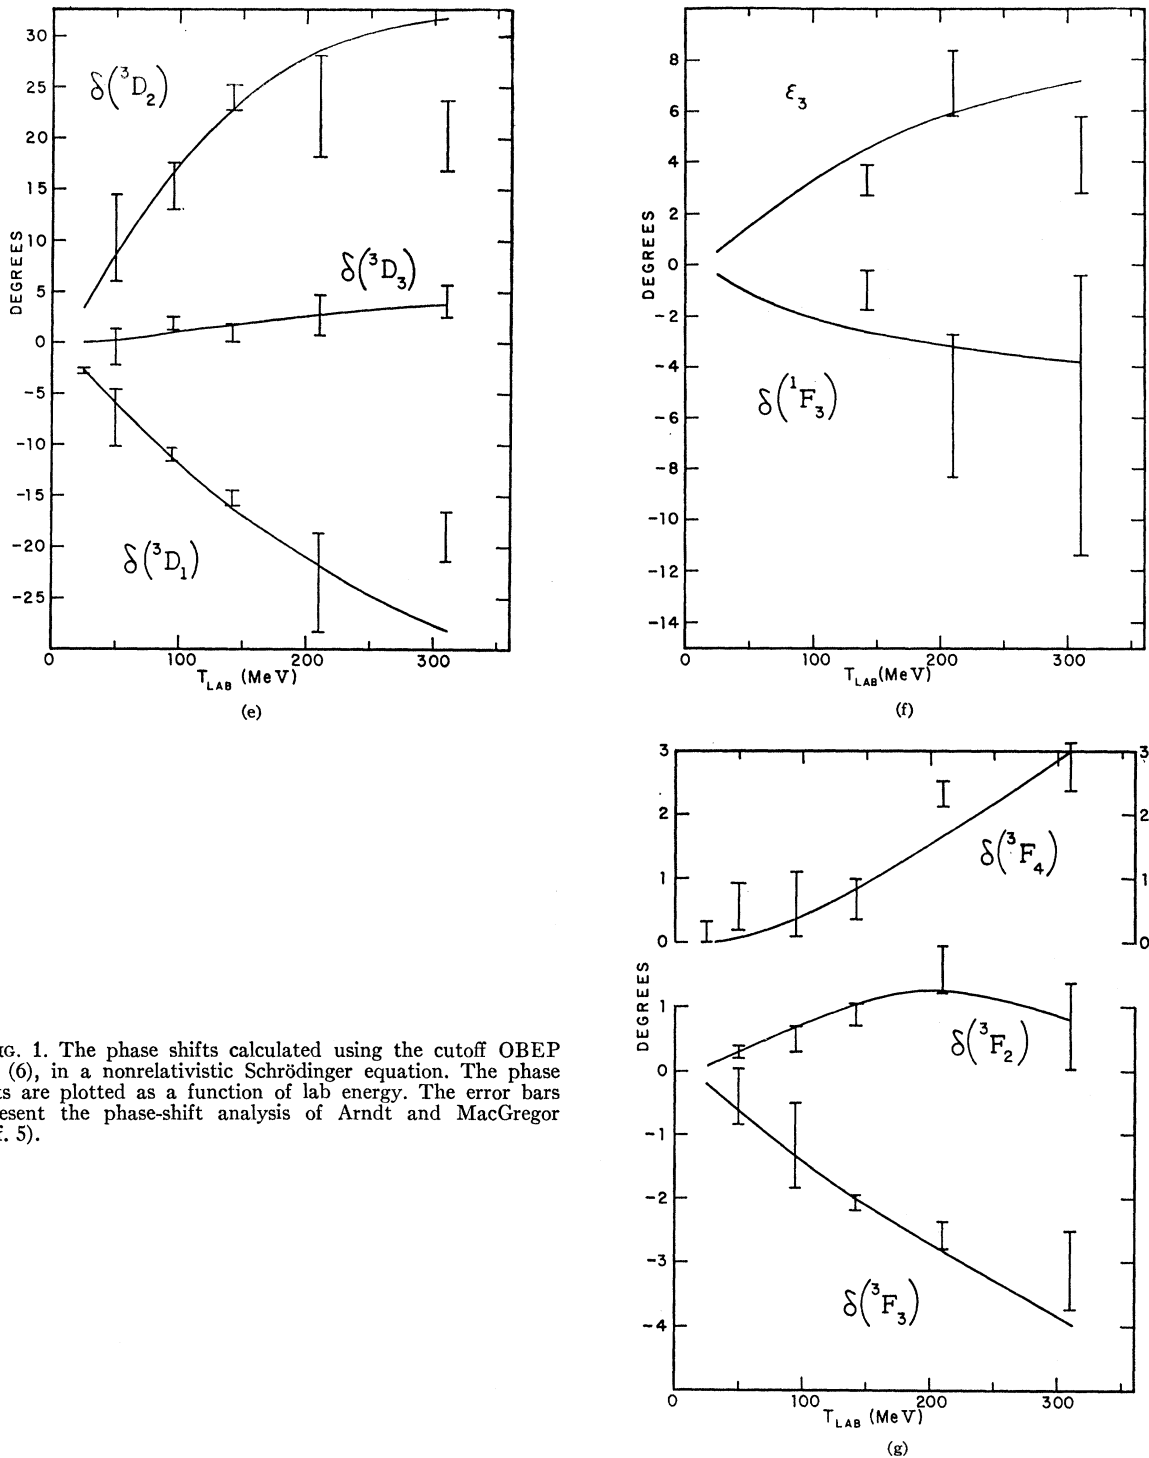 30
25
20
15
10
5
0
-5
-10
-15
-20
-25
DEGREES
δ(³D₂)
δ(³D₃)
δ(³D₁)
0 100 200 300
T_LAB (MeV)
(e)
8
6
4
2
0
-2
-4
-6
-8
-10
-12
-14
DEGREES
ε₃
δ(¹F₃)
0 100 200 300
T_LAB (MeV)
(f)
3 3
2 2
1 1
0 0
δ(³F₄)
DEGREES
1
0
-1
-2
-3
-4
δ(³F₂)
δ(³F₃)
0 100 200 300
T_LAB (MeV)
(g)
IG. 1. The phase shifts calculated using the cutoff OBEP
(6), in a nonrelativistic Schrödinger equation. The phase
ts are plotted as a function of lab energy. The error bars
esent the phase-shift analysis of Arndt and MacGregor
f. 5).